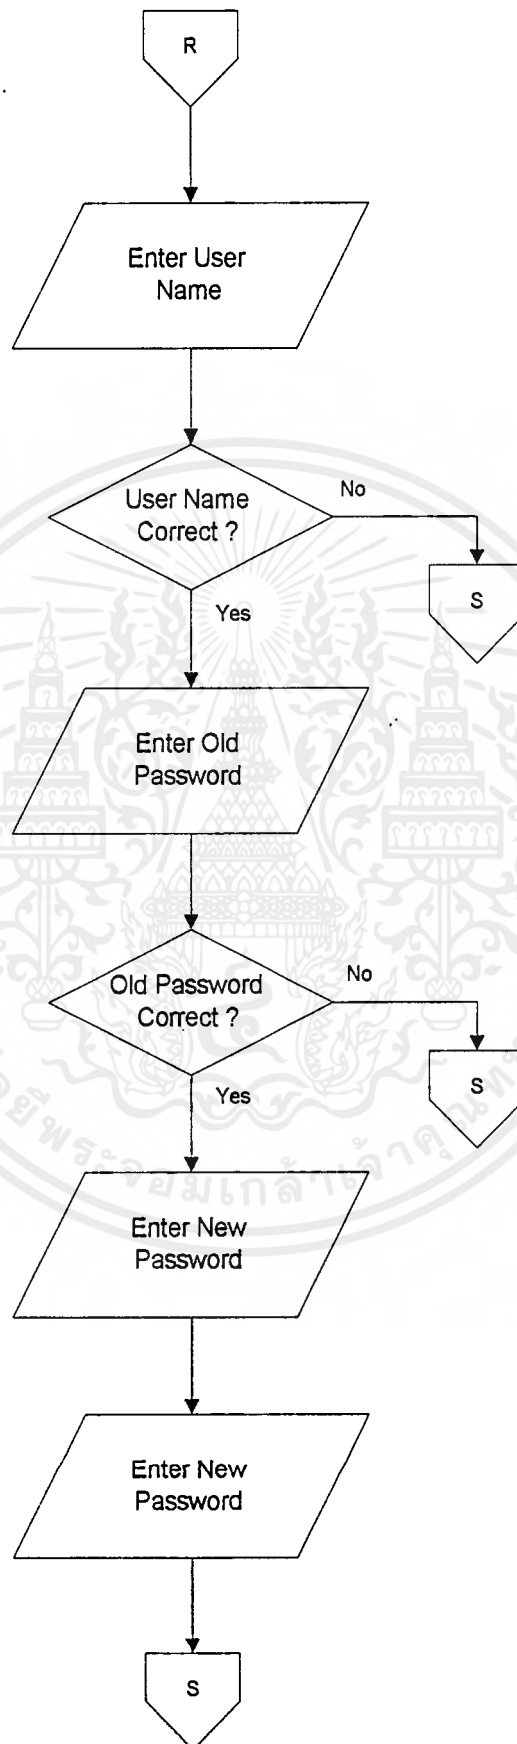 R
Enter User
Name
User Name
Correct ?
No
S
Yes
Enter Old
Password
Old Password
Correct ?
No
S
Yes
Enter New
Password
Enter New
Password
S